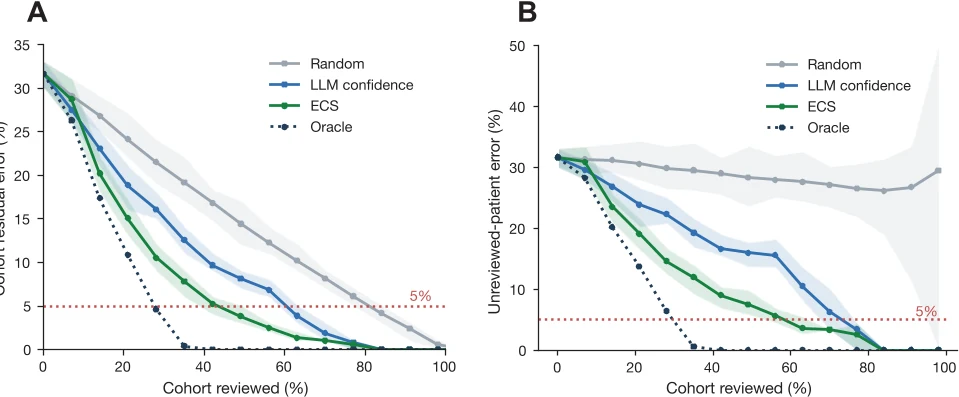 A
35
30
25
20
15
10
5
0
residual error (%)
Random
LLM confidence
ECS
Oracle
5%
0
20
40
60
80
100
Cohort reviewed (%)
B
50
40
30
20
10
0
Unreviewed-patient error (%)
Random
LLM confidence
ECS
Oracle
5%
0
20
40
60
80
100
Cohort reviewed (%)